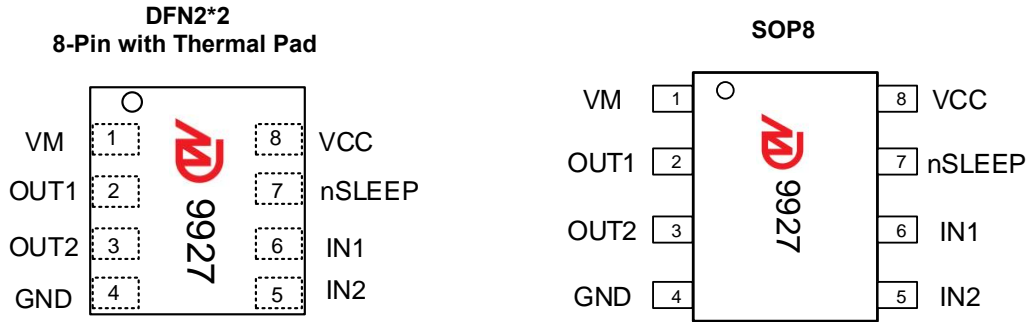 DFN2*2
8-Pin with Thermal Pad
VM 1 8 VCC
OUT1 2 7 nSLEEP
OUT2 3 6 IN1
GND 4 5 IN2
9927
SOP8
VM 1 8 VCC
OUT1 2 7 nSLEEP
OUT2 3 6 IN1
GND 4 5 IN2
9927